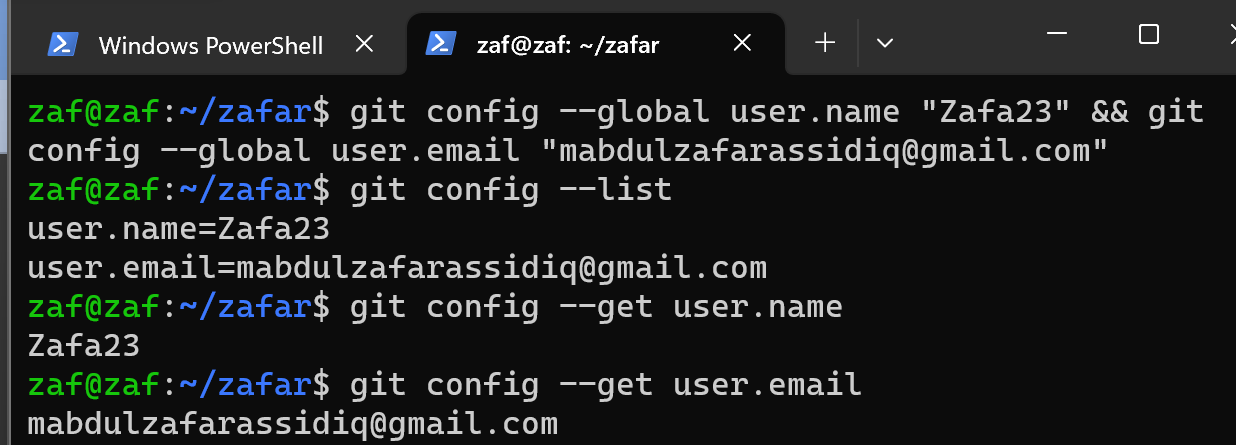 Windows PowerShell
zaf@zaf: ~/zafar
zaf@zaf:~/zafar$ git config --global user.name "Zafa23" && git
config --global user.email "mabdulzafarassidiq@gmail.com"
zaf@zaf:~/zafar$ git config --list
user.name=Zafa23
user.email=mabdulzafarassidiq@gmail.com
zaf@zaf:~/zafar$ git config --get user.name
Zafa23
zaf@zaf:~/zafar$ git config --get user.email
mabdulzafarassidiq@gmail.com